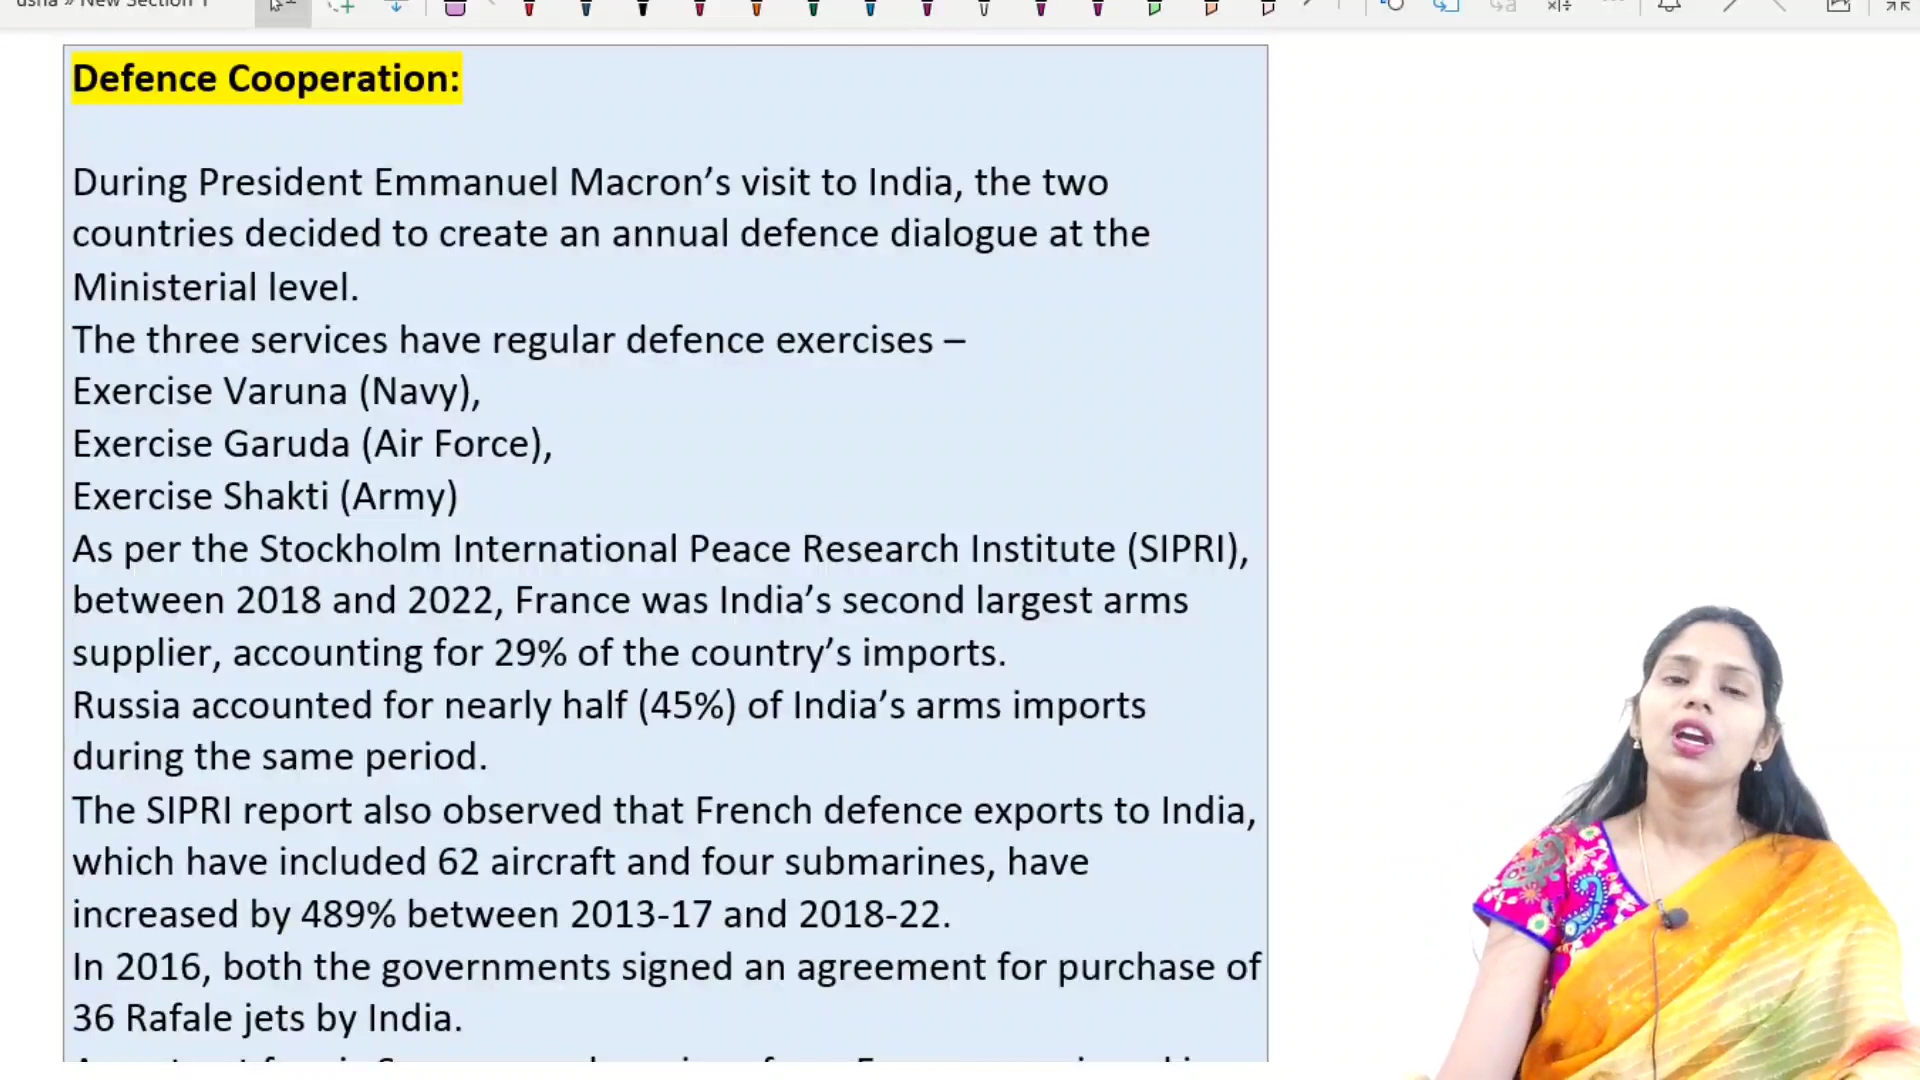 usha » New Section 1
Defence Cooperation:
During President Emmanuel Macron’s visit to India, the two
countries decided to create an annual defence dialogue at the
Ministerial level.
The three services have regular defence exercises –
Exercise Varuna (Navy),
Exercise Garuda (Air Force),
Exercise Shakti (Army)
As per the Stockholm International Peace Research Institute (SIPRI),
between 2018 and 2022, France was India’s second largest arms
supplier, accounting for 29% of the country’s imports.
Russia accounted for nearly half (45%) of India’s arms imports
during the same period.
The SIPRI report also observed that French defence exports to India,
which have included 62 aircraft and four submarines, have
increased by 489% between 2013-17 and 2018-22.
In 2016, both the governments signed an agreement for purchase of
36 Rafale jets by India.